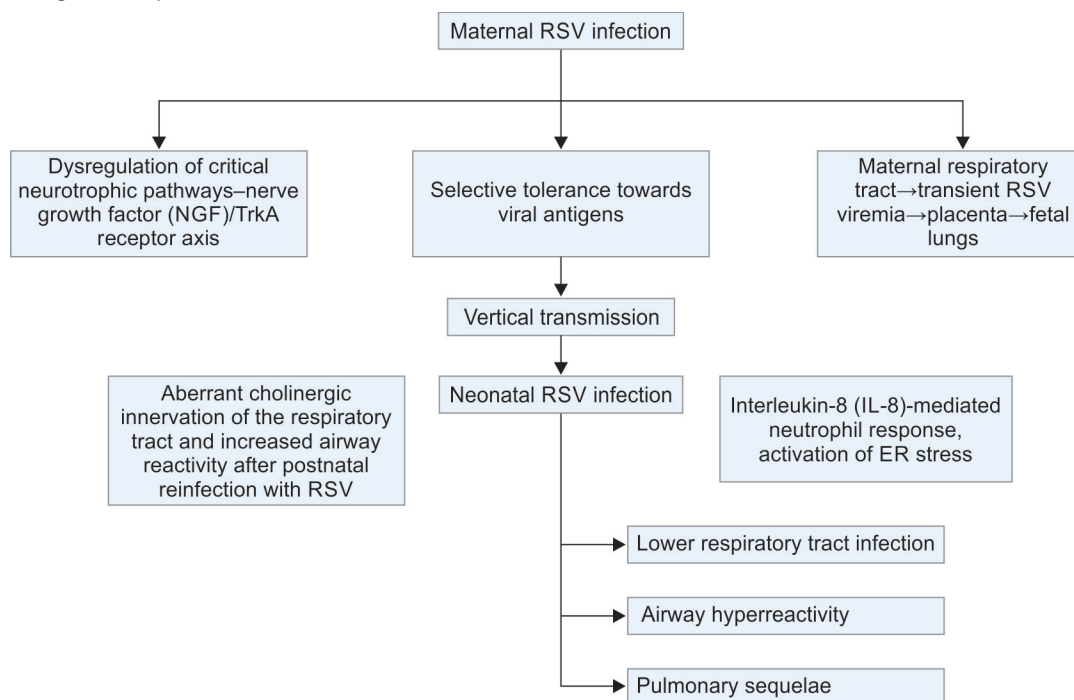 Maternal RSV infection
Dysregulation of critical
neurotrophic pathways–nerve
growth factor (NGF)/TrkA
receptor axis
Selective tolerance towards
viral antigens
Maternal respiratory
tract→transient RSV
viremia→placenta→fetal
lungs
Vertical transmission
Neonatal RSV infection
Aberrant cholinergic
innervation of the respiratory
tract and increased airway
reactivity after postnatal
reinfection with RSV
Interleukin-8 (IL-8)-mediated
neutrophil response,
activation of ER stress
Lower respiratory tract infection
Airway hyperreactivity
Pulmonary sequelae